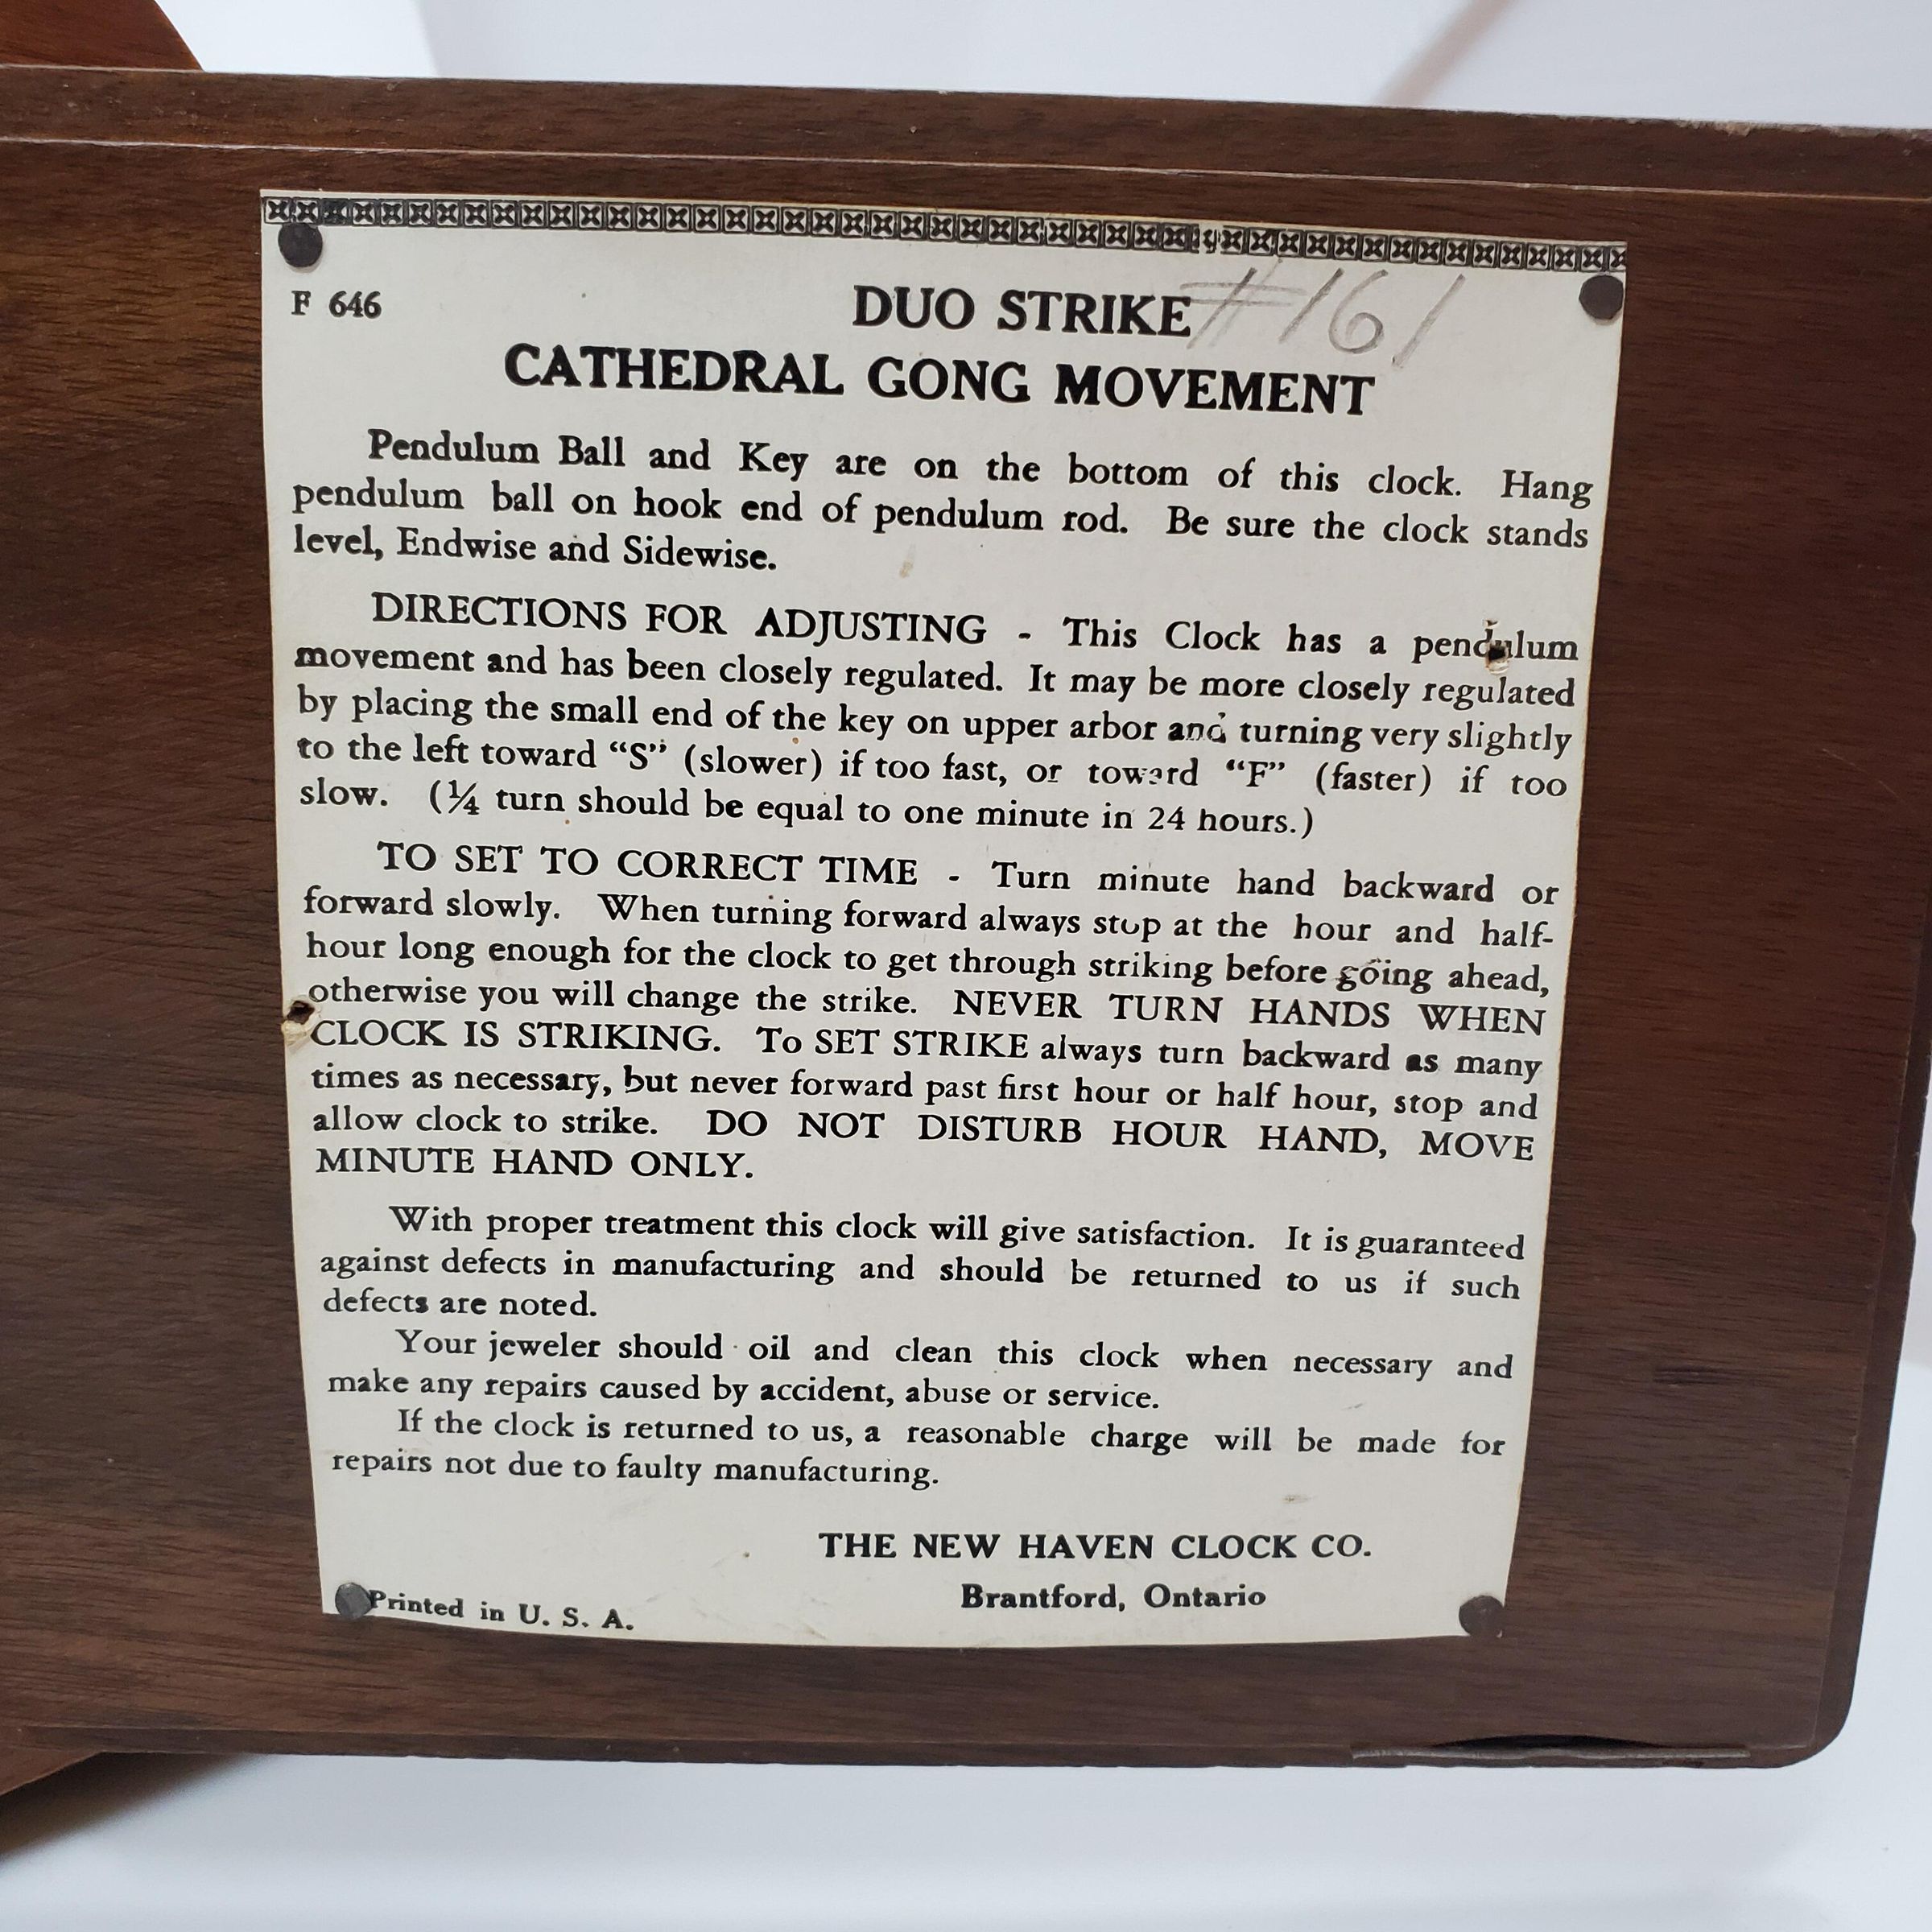 F 646
DUO STRIKE #161
CATHEDRAL GONG MOVEMENT
Pendulum Ball and Key are on the bottom of this clock. Hang
pendulum ball on hook end of pendulum rod. Be sure the clock stands
level, Endwise and Sidewise.
DIRECTIONS FOR ADJUSTING - This Clock has a pendulum
movement and has been closely regulated. It may be more closely regulated
by placing the small end of the key on upper arbor and turning very slightly
to the left toward “S” (slower) if too fast, or toward “F” (faster) if too
slow. (¼ turn should be equal to one minute in 24 hours.)
TO SET TO CORRECT TIME - Turn minute hand backward or
forward slowly. When turning forward always stop at the hour and half-
hour long enough for the clock to get through striking before going ahead,
otherwise you will change the strike. NEVER TURN HANDS WHEN
CLOCK IS STRIKING. To SET STRIKE always turn backward as many
times as necessary, but never forward past first hour or half hour, stop and
allow clock to strike. DO NOT DISTURB HOUR HAND, MOVE
MINUTE HAND ONLY.
With proper treatment this clock will give satisfaction. It is guaranteed
against defects in manufacturing and should be returned to us if such
defects are noted.
Your jeweler should oil and clean this clock when necessary and
make any repairs caused by accident, abuse or service.
If the clock is returned to us, a reasonable charge will be made for
repairs not due to faulty manufacturing.
THE NEW HAVEN CLOCK CO.
Brantford, Ontario
Printed in U. S. A.